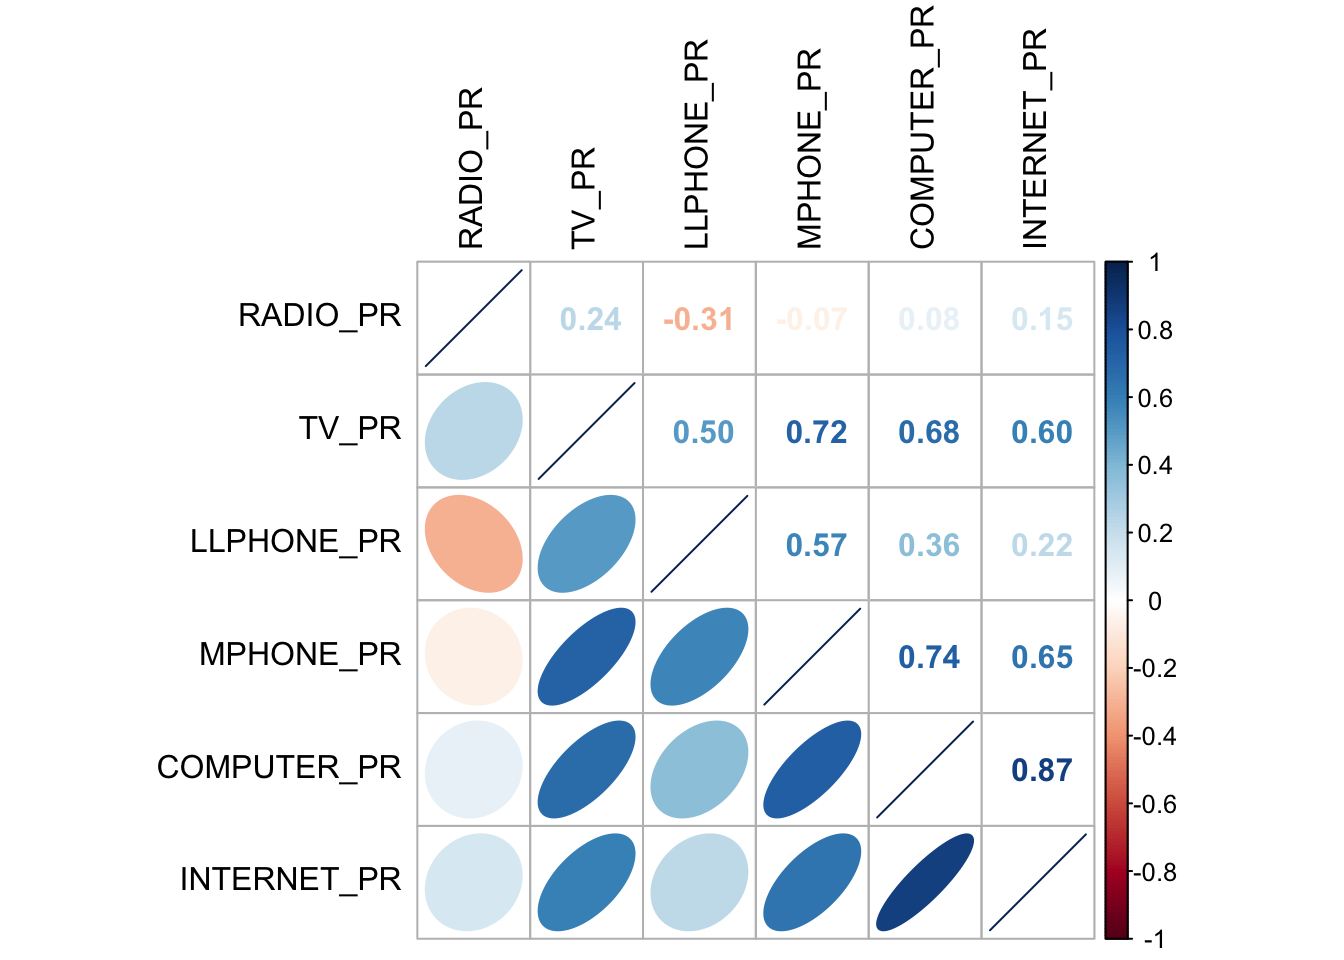 RADIO_PR TV_PR LLPHONE_PR MPHONE_PR COMPUTER_PR INTERNET_PR
RADIO_PR 0.24 -0.31 -0.07 0.08 0.15
TV_PR 0.50 0.72 0.68 0.60
LLPHONE_PR 0.57 0.36 0.22
MPHONE_PR 0.74 0.65
COMPUTER_PR 0.87
INTERNET_PR
1
0.8
0.6
0.4
0.2
0
-0.2
-0.4
-0.6
-0.8
-1